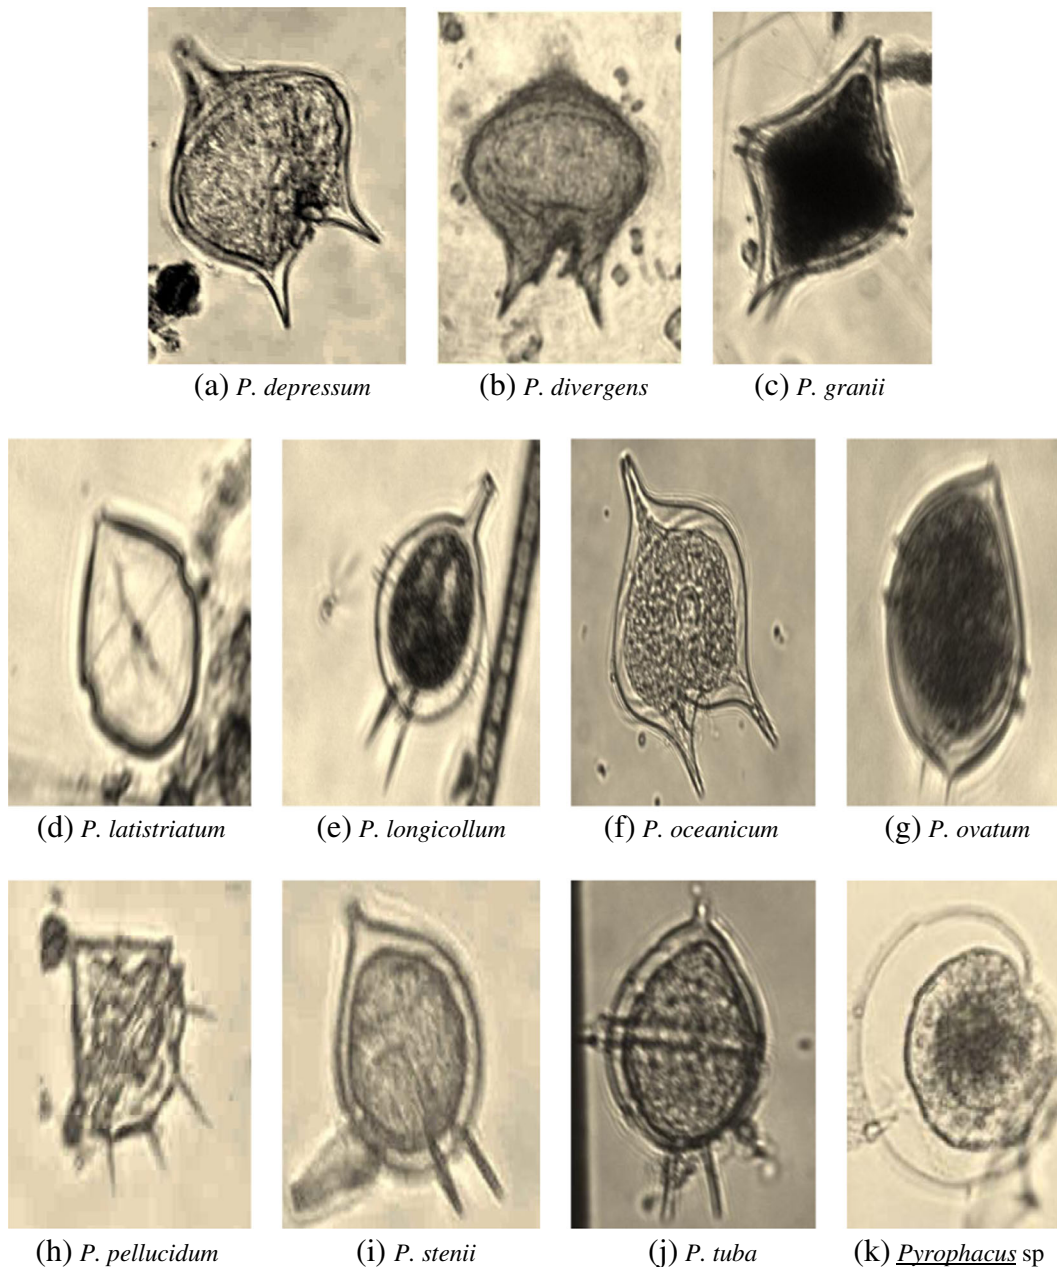 (a) P. depressum (b) P. divergens (c) P. granii
(d) P. latistriatum (e) P. longicollum (f) P. oceanicum (g) P. ovatum
(h) P. pellucidum (i) P. stenii (j) P. tuba (k) Pyrophacus sp